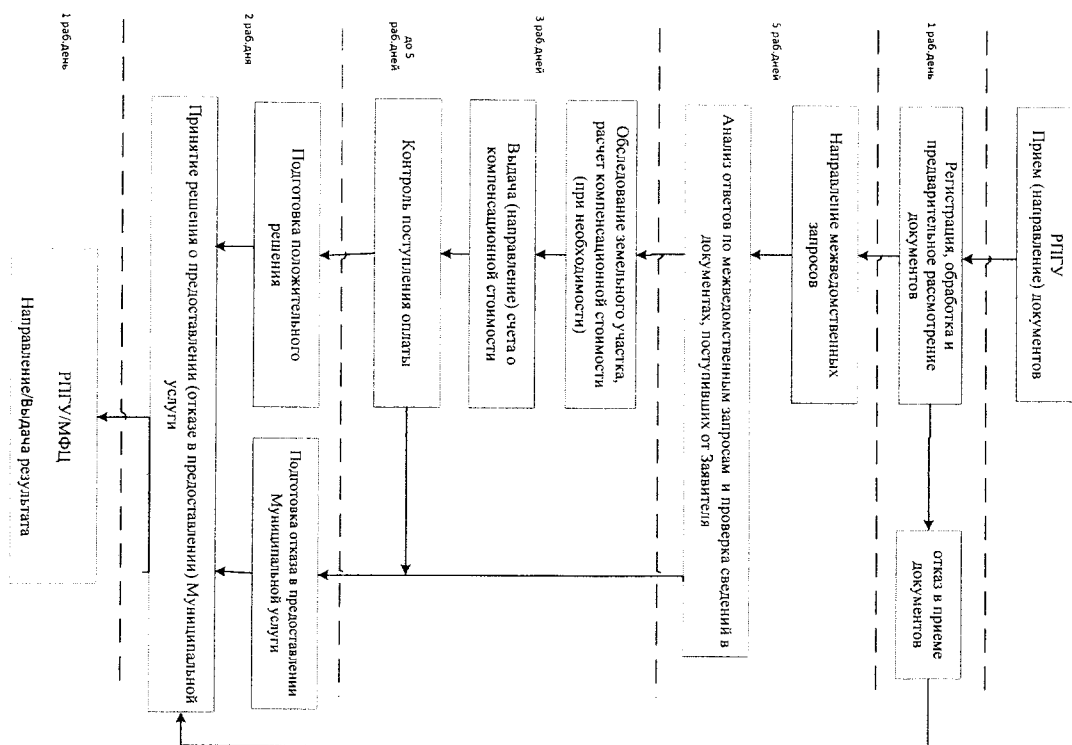 РПГУ
Прием (направление) документов
1 раб.день
Регистрация, обработка и
предварительное рассмотрение
документов
отказ в приеме
документов
5 раб.дней
Направление межведомственных
запросов
Анализ ответов по межведомственным запросам и проверка сведений в
документах, поступивших от Заявителя
3 раб.дней
Обследование земельного участка,
расчет компенсационной стоимости
(при необходимости)
Выдача (направление) счета о
компенсационной стоимости
до 5
раб.дней
Контроль поступления оплаты
2 раб.дня
Подготовка положительного
решения
Подготовка отказа в предоставлении
Муниципальной услуги
Принятие решения о предоставлении (отказе в предоставлении) Муниципальной
услуги
1 раб.день
РПГУ/МФЦ
Направление/Выдача результата